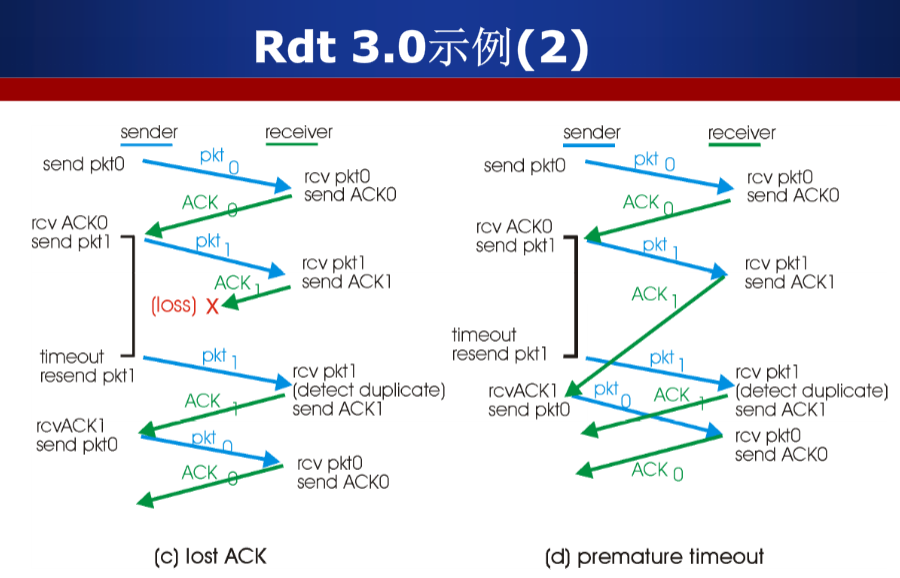 Rdt 3.0示例(2)
sender
receiver
send pkt0
pkt 0
rcv pkt0
send ACK0
ACK 0
rcv ACK0
send pkt1
pkt 1
rcv pkt1
send ACK1
ACK 1
(loss) X
timeout
resend pkt1
pkt 1
rcv pkt1
(detect duplicate)
send ACK1
ACK 1
rcvACK1
send pkt0
pkt 0
rcv pkt0
send ACK0
ACK 0
(c) lost ACK
sender
receiver
send pkt0
pkt 0
rcv pkt0
send ACK0
ACK 0
rcv ACK0
send pkt1
pkt 1
rcv pkt1
send ACK1
ACK 1
timeout
resend pkt1
pkt 1
rcv pkt1
(detect duplicate)
send ACK1
rcvACK1
send pkt0
pkt 0
ACK 1
rcv pkt0
send ACK0
ACK 0
(d) premature timeout